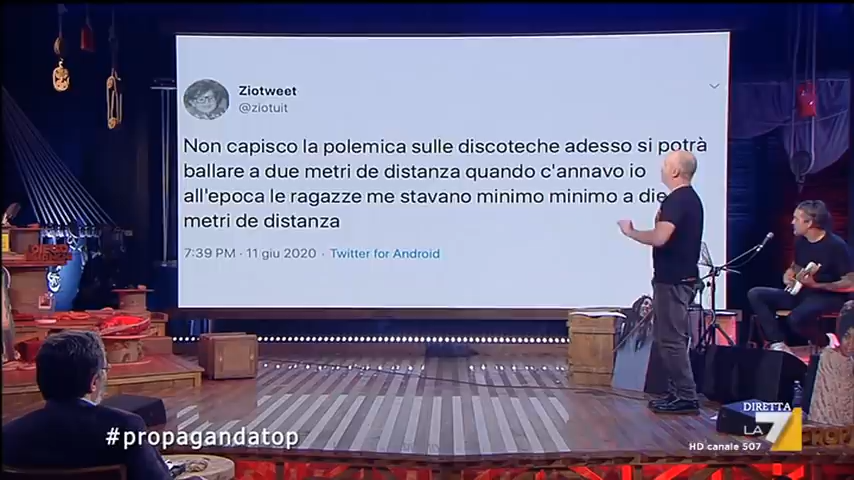 Ziotweet
@ziotuit
Non capisco la polemica sulle discoteche adesso si potrà
ballare a due metri de distanza quando c'annavo io
all'epoca le ragazze me stavano minimo minimo a die
metri de distanza
7:39 PM · 11 giu 2020 · Twitter for Android
#propagandatop
DIRETTA
LA 7
HD canale 507